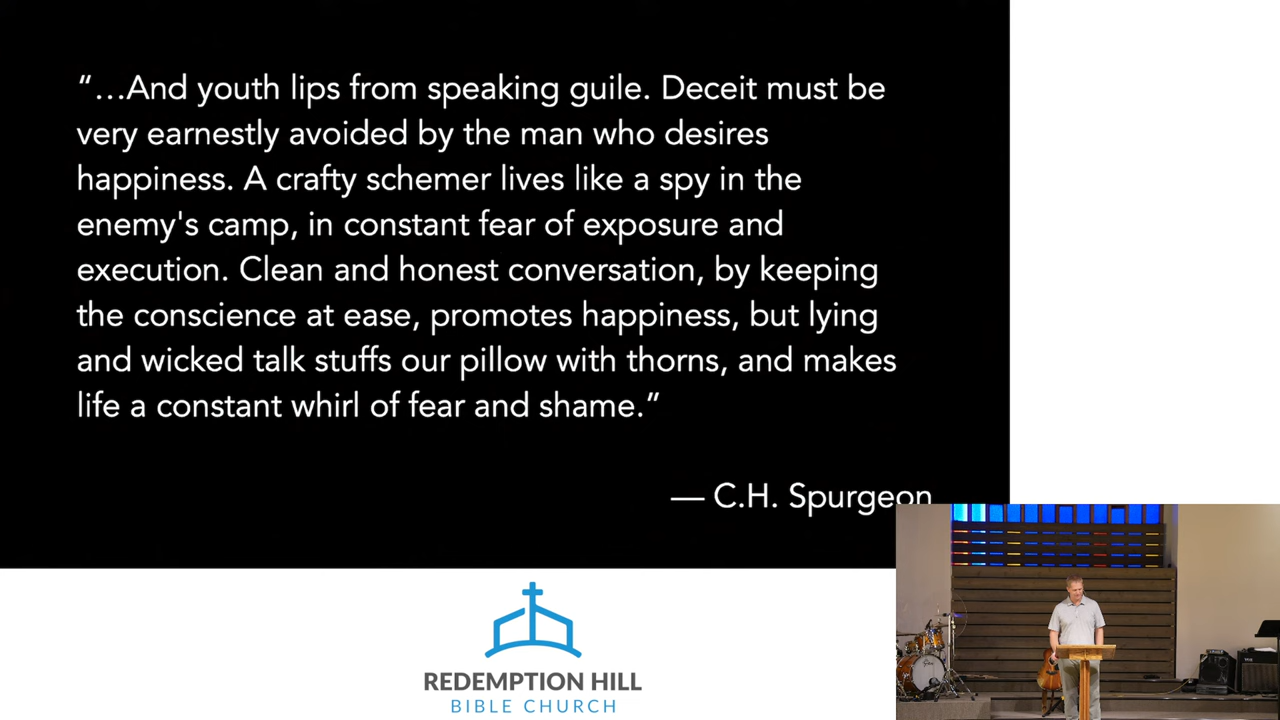 “…And youth lips from speaking guile. Deceit must be
very earnestly avoided by the man who desires
happiness. A crafty schemer lives like a spy in the
enemy's camp, in constant fear of exposure and
execution. Clean and honest conversation, by keeping
the conscience at ease, promotes happiness, but lying
and wicked talk stuffs our pillow with thorns, and makes
life a constant whirl of fear and shame.”
— C.H. Spurgeon
REDEMPTION HILL
BIBLE CHURCH